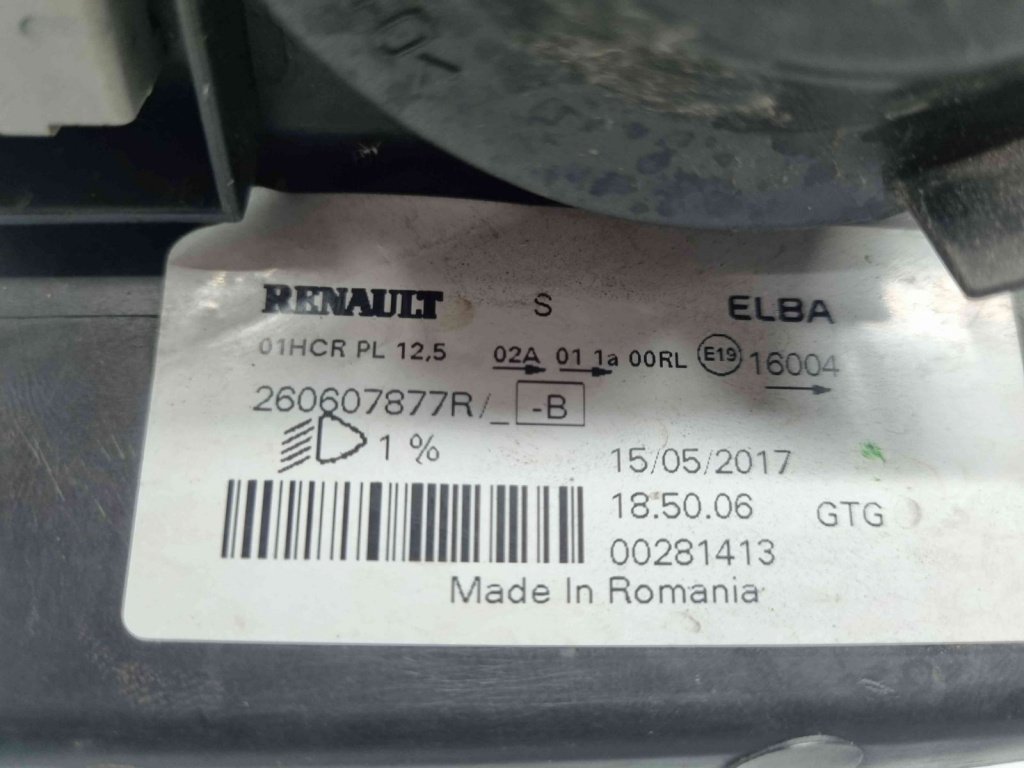 RENAULT S ELBA
01HCR PL 12,5 02A 01 1a 00RL E19 16004
260607877R/_ -B
1 %
15/05/2017
18.50.06 GTG
00281413
Made In Romania